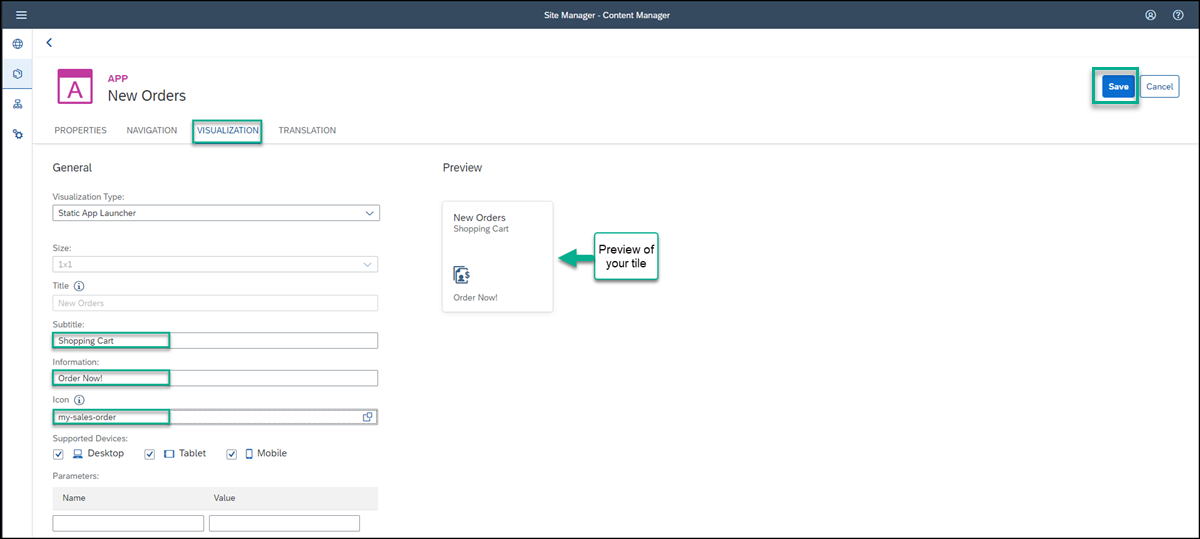 Site Manager - Content Manager
A
APP
New Orders
Save
Cancel
PROPERTIES
NAVIGATION
VISUALIZATION
TRANSLATION
General
Visualization Type:
Static App Launcher
Size:
1x1
Title
New Orders
Subtitle:
Shopping Cart
Information:
Order Now!
Icon
my-sales-order
Supported Devices:
Desktop
Tablet
Mobile
Parameters:
Name
Value
Preview
New Orders
Shopping Cart
$
Order Now!
Preview of
your tile